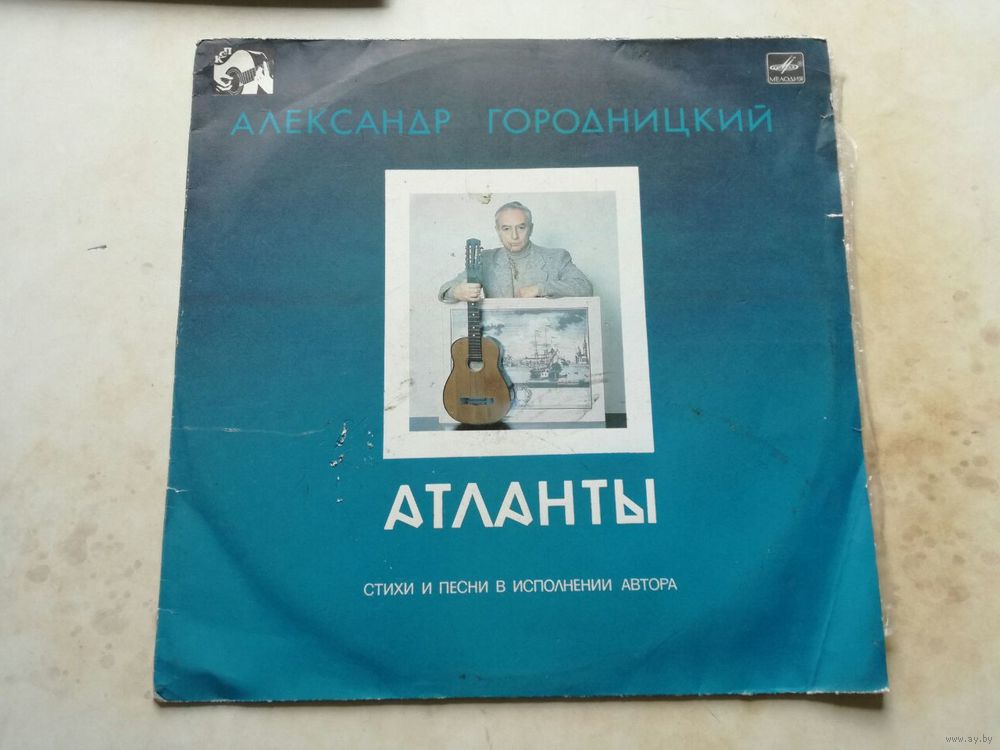 КСП
МЕЛОДИЯ
АЛЕКСАНДР ГОРОДНИЦКИЙ
АТЛАНТЫ
СТИХИ И ПЕСНИ В ИСПОЛНЕНИИ АВТОРА
www.ay.by